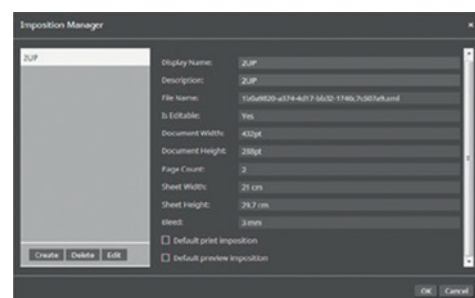 Imposition Manager
2UP
Display Name: 2UP
Description: 2UP
File Name:
Is Editable: Yes
Document Width: 432pt
Document Height: 288pt
Page Count: 2
Sheet Width: 21 cm
Sheet Height: 29.7 cm
Bleed: 3 mm
Default print imposition
Default preview imposition
Create Delete Edit
OK Cancel